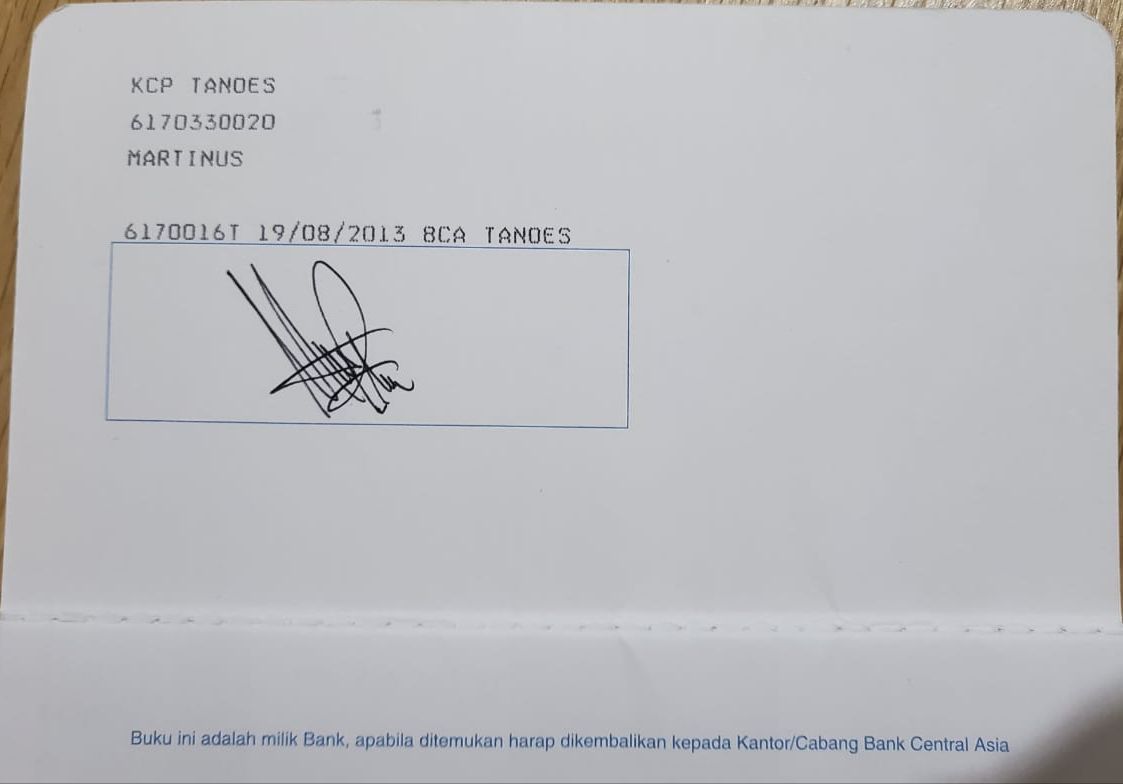 KCP TANOES
6170330020
MARTINUS
6170016T 19/08/2013 BCA TANOES
Buku ini adalah milik Bank, apabila ditemukan harap dikembalikan kepada Kantor/Cabang Bank Central Asia